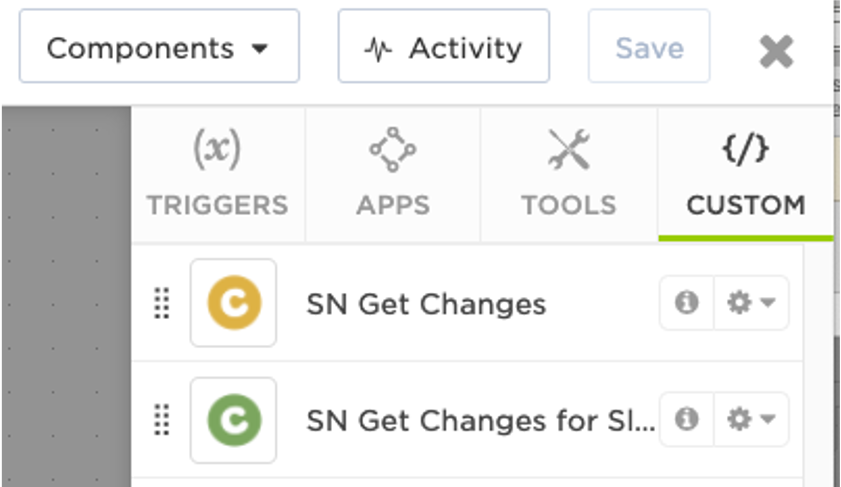 Components
Activity
Save
(x)
{/}
TRIGGERS
APPS
TOOLS
CUSTOM
C
SN Get Changes
C
SN Get Changes for Sl...